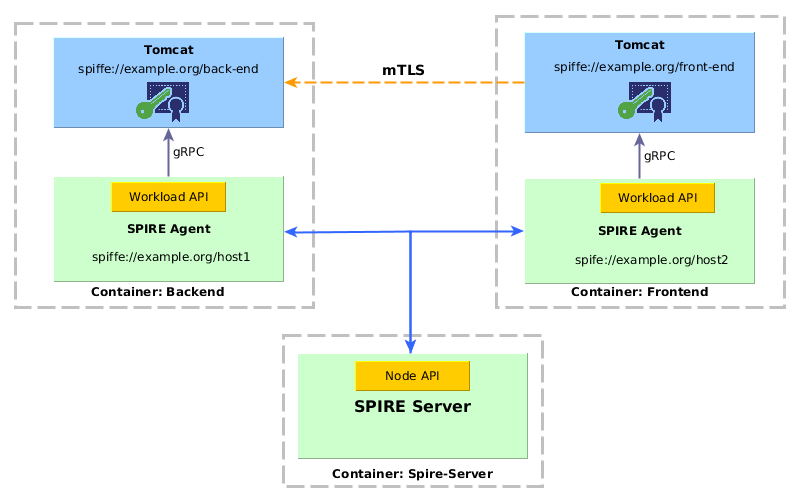 Tomcat
spiffe://example.org/back-end
gRPC
Workload API
SPIRE Agent
spiffe://example.org/host1
Container: Backend
mTLS
Tomcat
spiffe://example.org/front-end
gRPC
Workload API
SPIRE Agent
spife://example.org/host2
Container: Frontend
Node API
SPIRE Server
Container: Spire-Server